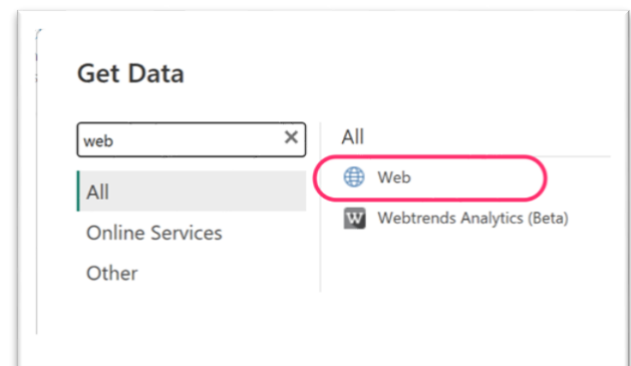 Get Data
web
All
Online Services
Other
All
Web
Webtrends Analytics (Beta)